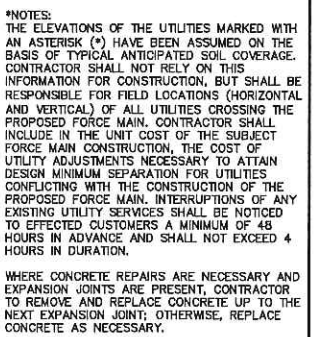 *NOTES:
THE ELEVATIONS OF THE UTILITIES MARKED WITH
AN ASTERISK (*) HAVE BEEN ASSUMED ON THE
BASIS OF TYPICAL ANTICIPATED SOIL COVERAGE.
CONTRACTOR SHALL NOT RELY ON THIS
INFORMATION FOR CONSTRUCTION, BUT SHALL BE
RESPONSIBLE FOR FIELD LOCATIONS (HORIZONTAL
AND VERTICAL) OF ALL UTILITIES CROSSING THE
PROPOSED FORCE MAIN. CONTRACTOR SHALL
INCLUDE IN THE UNIT COST OF THE SUBJECT
FORCE MAIN CONSTRUCTION, THE COST OF
UTILITY ADJUSTMENTS NECESSARY TO ATTAIN
DESIGN MINIMUM SEPARATION FOR UTILITIES
CONFLICTING WITH THE CONSTRUCTION OF THE
PROPOSED FORCE MAIN. INTERRUPTIONS OF ANY
EXISTING UTILITY SERVICES SHALL BE NOTICED
TO EFFECTED CUSTOMERS A MINIMUM OF 48
HOURS IN ADVANCE AND SHALL NOT EXCEED 4
HOURS IN DURATION.
WHERE CONCRETE REPAIRS ARE NECESSARY AND
EXPANSION JOINTS ARE PRESENT, CONTRACTOR
TO REMOVE AND REPLACE CONCRETE UP TO THE
NEXT EXPANSION JOINT; OTHERWISE, REPLACE
CONCRETE AS NECESSARY.